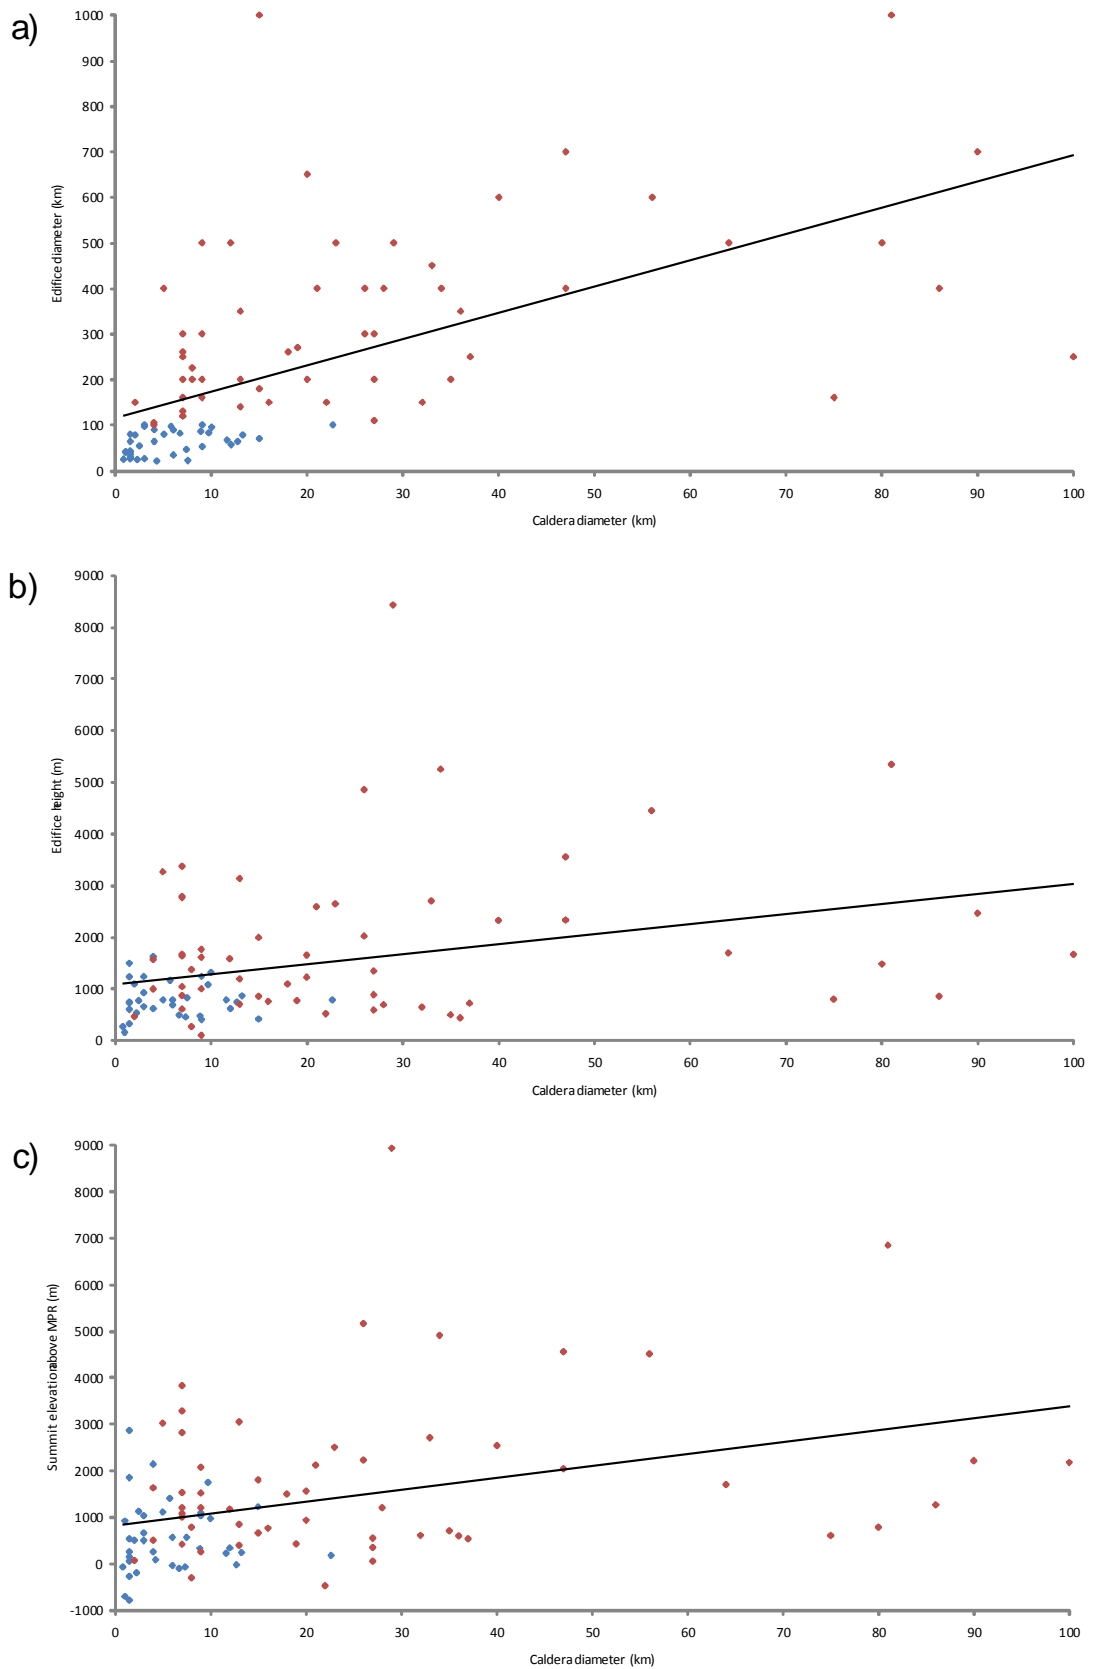 a)
1000
900
800
700
600
500
400
300
200
100
0
Edifice diameter (km)
0 10 20 30 40 50 60 70 80 90 100
Caldera diameter (km)
b)
9000
8000
7000
6000
5000
4000
3000
2000
1000
0
Edifice height (m)
0 10 20 30 40 50 60 70 80 90 100
Caldera diameter (km)
c)
9000
8000
7000
6000
5000
4000
3000
2000
1000
0
-1000
Summit elevation above MPR (m)
0 10 20 30 40 50 60 70 80 90 100
Caldera diameter (km)